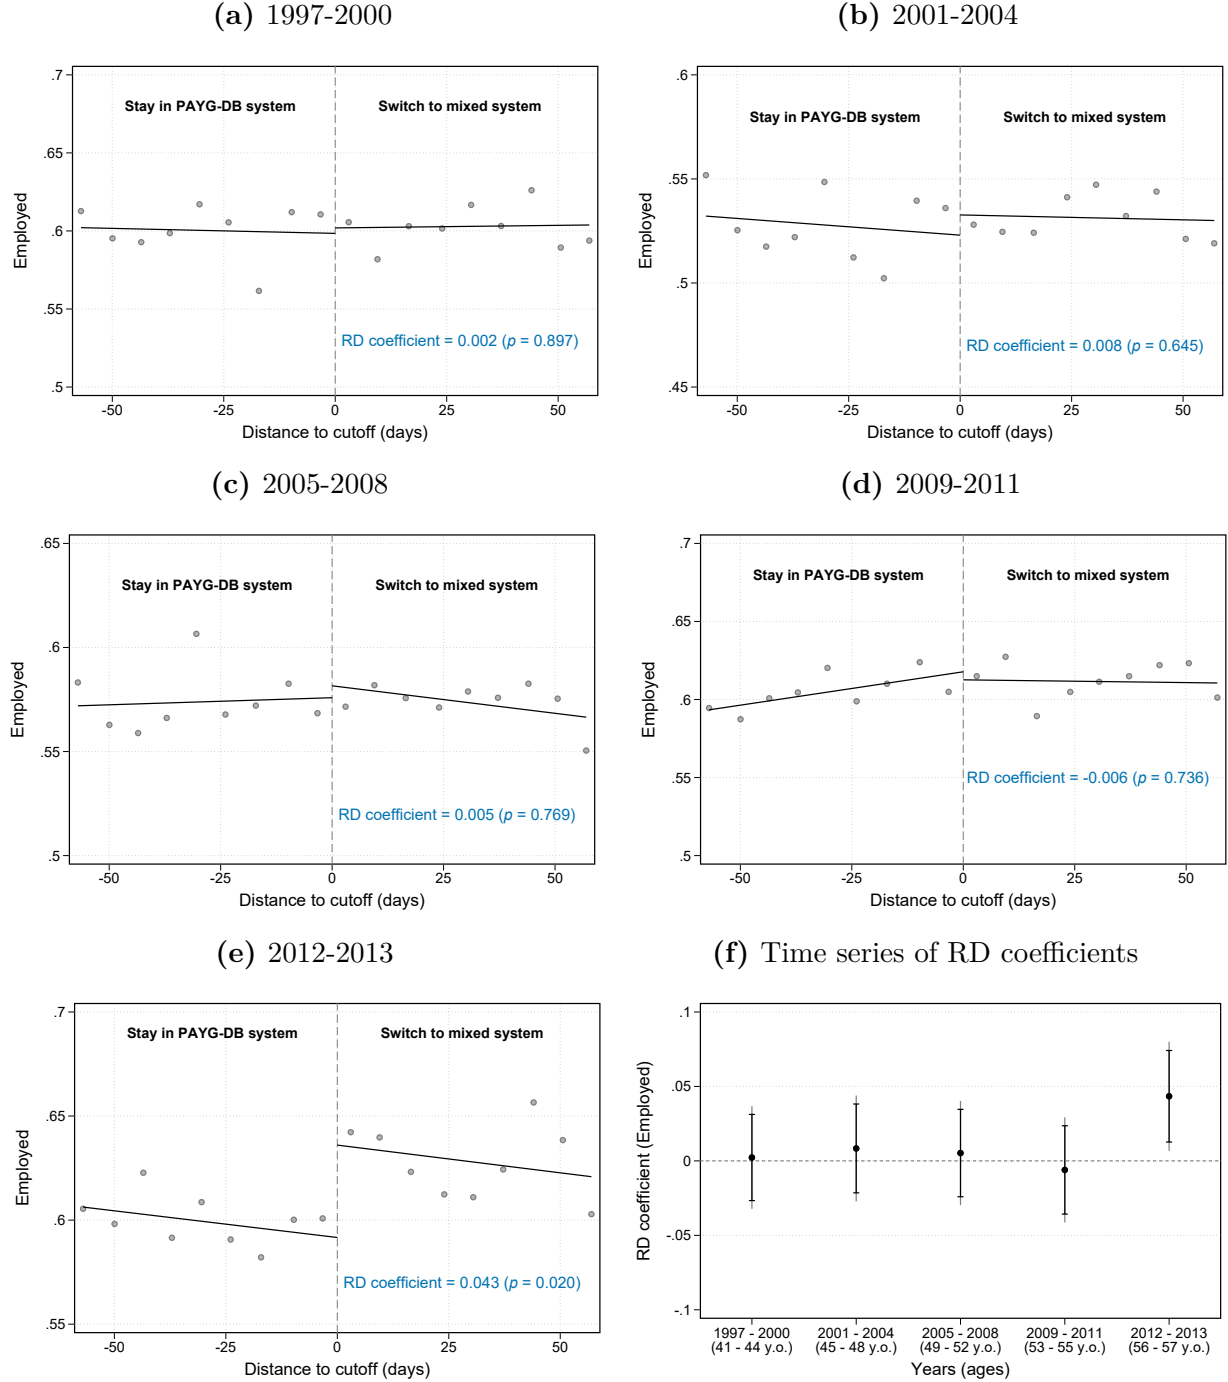 (a) 1997-2000
.7
.65
.6
.55
.5
Employed
Stay in PAYG-DB system
Switch to mixed system
RD coefficient = 0.002 (p = 0.897)
-50 -25 0 25 50
Distance to cutoff (days)
(b) 2001-2004
.6
.55
.5
.45
Employed
Stay in PAYG-DB system
Switch to mixed system
RD coefficient = 0.008 (p = 0.645)
-50 -25 0 25 50
Distance to cutoff (days)
(c) 2005-2008
.65
.6
.55
.5
Employed
Stay in PAYG-DB system
Switch to mixed system
RD coefficient = 0.005 (p = 0.769)
-50 -25 0 25 50
Distance to cutoff (days)
(d) 2009-2011
.7
.65
.6
.55
.5
Employed
Stay in PAYG-DB system
Switch to mixed system
RD coefficient = -0.006 (p = 0.736)
-50 -25 0 25 50
Distance to cutoff (days)
(e) 2012-2013
.7
.65
.6
.55
Employed
Stay in PAYG-DB system
Switch to mixed system
RD coefficient = 0.043 (p = 0.020)
-50 -25 0 25 50
Distance to cutoff (days)
(f) Time series of RD coefficients
.1
.05
0
-.05
-.1
RD coefficient (Employed)
1997 - 2000 2001 - 2004 2005 - 2008 2009 - 2011 2012 - 2013
(41 - 44 y.o.) (45 - 48 y.o.) (49 - 52 y.o.) (53 - 55 y.o.) (56 - 57 y.o.)
Years (ages)